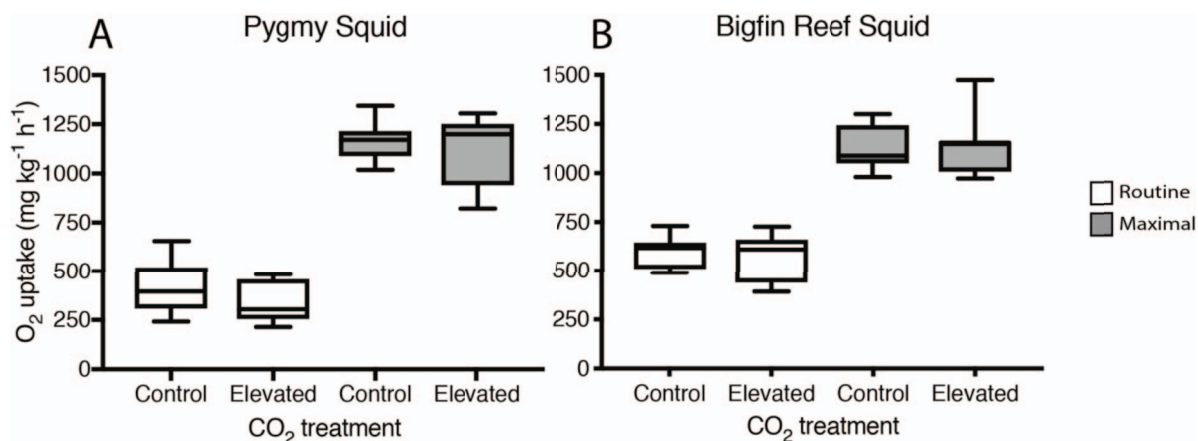 A Pygmy Squid
B Bigfin Reef Squid
O₂ uptake (mg kg⁻¹ h⁻¹)
1500
1250
1000
750
500
250
0
Control Elevated Control Elevated
CO₂ treatment
1500
1250
1000
750
500
250
0
Control Elevated Control Elevated
CO₂ treatment
Routine
Maximal